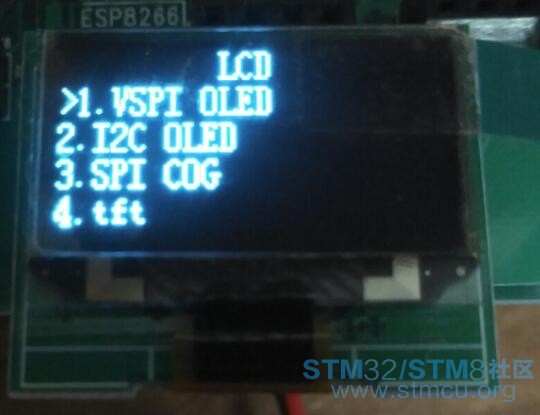 ESP8266
LCD
>1.VSPI OLED
2.I2C OLED
3.SPI COG
4.tft
STM32/STM8社区
www.stmcu.org